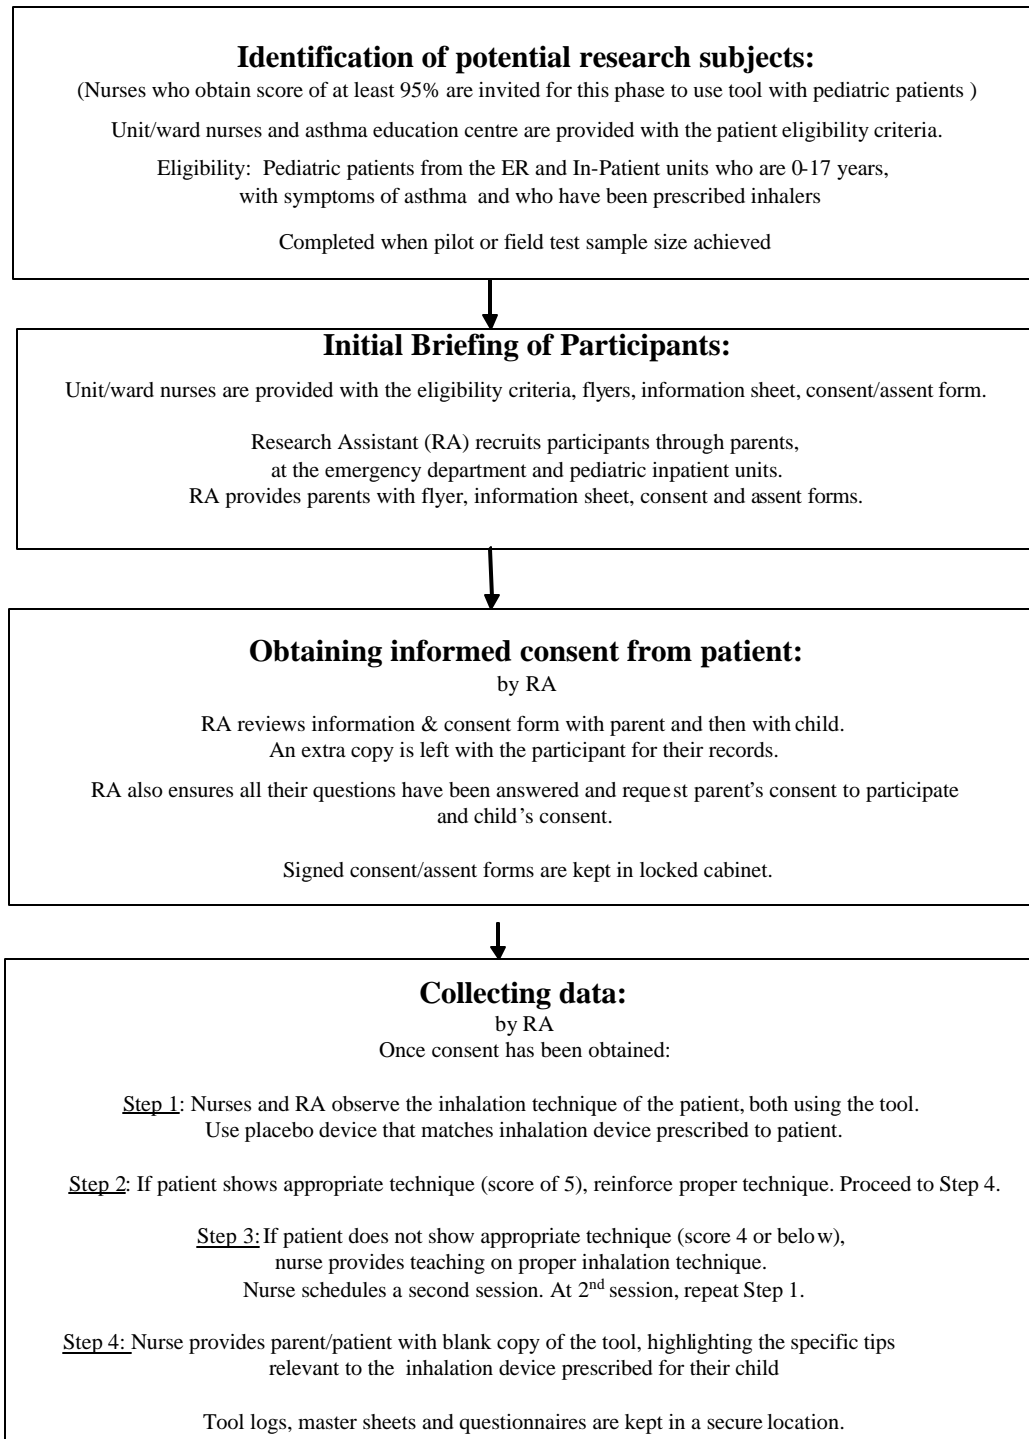 Identification of potential research subjects:
(Nurses who obtain score of at least 95% are invited for this phase to use tool with pediatric patients )
Unit/ward nurses and asthma education centre are provided with the patient eligibility criteria.
Eligibility: Pediatric patients from the ER and In-Patient units who are 0-17 years,
with symptoms of asthma and who have been prescribed inhalers
Completed when pilot or field test sample size achieved
Initial Briefing of Participants:
Unit/ward nurses are provided with the eligibility criteria, flyers, information sheet, consent/assent form.
Research Assistant (RA) recruits participants through parents,
at the emergency department and pediatric inpatient units.
RA provides parents with flyer, information sheet, consent and assent forms.
Obtaining informed consent from patient:
by RA
RA reviews information & consent form with parent and then with child.
An extra copy is left with the participant for their records.
RA also ensures all their questions have been answered and request parent's consent to participate
and child's consent.
Signed consent/assent forms are kept in locked cabinet.
Collecting data:
by RA
Once consent has been obtained:
Step 1: Nurses and RA observe the inhalation technique of the patient, both using the tool.
Use placebo device that matches inhalation device prescribed to patient.
Step 2: If patient shows appropriate technique (score of 5), reinforce proper technique. Proceed to Step 4.
Step 3: If patient does not show appropriate technique (score 4 or below),
nurse provides teaching on proper inhalation technique.
Nurse schedules a second session. At 2nd session, repeat Step 1.
Step 4: Nurse provides parent/patient with blank copy of the tool, highlighting the specific tips
relevant to the inhalation device prescribed for their child
Tool logs, master sheets and questionnaires are kept in a secure location.